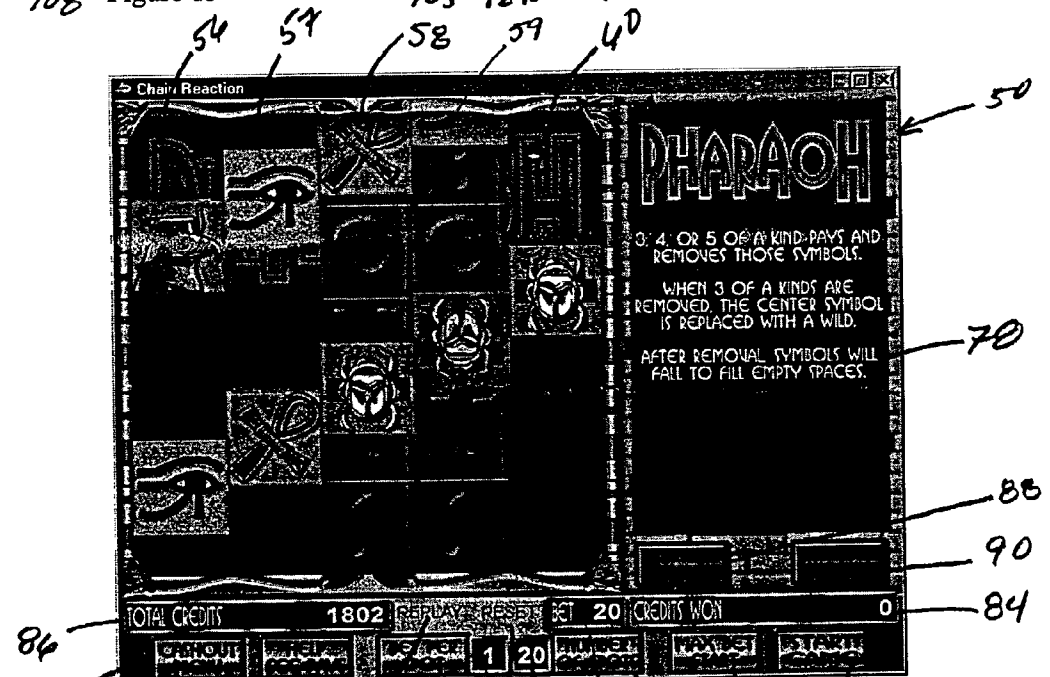 54 57 58 59 40
50
Chain Reaction
PHARAOH
3, 4, OR 5 OF A KIND PAYS AND
REMOVES THOSE SYMBOLS.
WHEN 3 OF A KINDS ARE
REMOVED, THE CENTER SYMBOL
IS REPLACED WITH A WILD.
70
AFTER REMOVAL SYMBOLS WILL
FALL TO FILL EMPTY SPACES.
88
90
TOTAL CREDITS 1802 REPLAY RESET BET 20 CREDITS WON 0
84
86
CASHOUT HELP 1 20